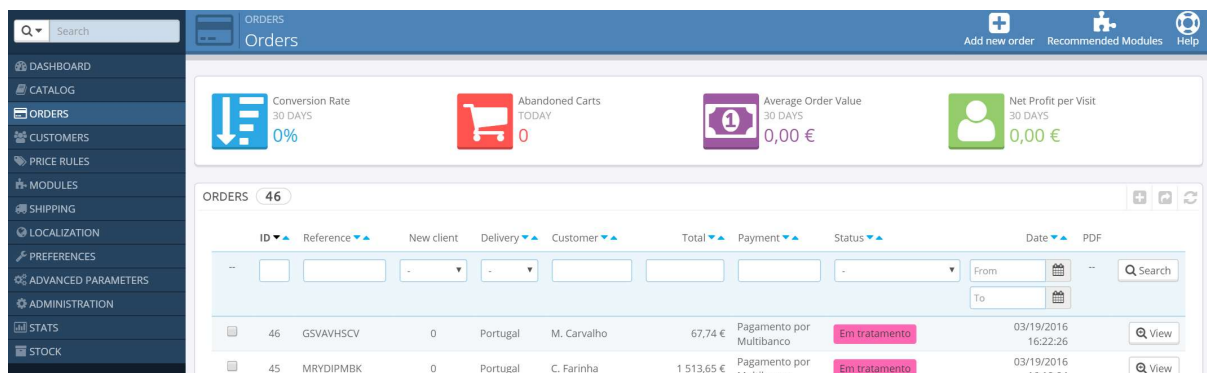 Search
ORDERS
Orders
Add new order
Recommended Modules
Help
DASHBOARD
CATALOG
ORDERS
CUSTOMERS
PRICE RULES
MODULES
SHIPPING
LOCALIZATION
PREFERENCES
ADVANCED PARAMETERS
ADMINISTRATION
STATS
STOCK
Conversion Rate
30 DAYS
0%
Abandoned Carts
TODAY
0
1
Average Order Value
30 DAYS
0,00 €
Net Profit per Visit
30 DAYS
0,00 €
ORDERS 46
ID Reference New client Delivery Customer Total Payment Status Date PDF
-- - - - From -- Search
To
46 GSVAVHSCV 0 Portugal M. Carvalho 67,74 € Pagamento por Em tratamento 03/19/2016 View
Multibanco 16:22:26
45 MRYDIPMBK 0 Portugal C. Farinha 1 513,65 € Pagamento por Em tratamento 03/19/2016 View